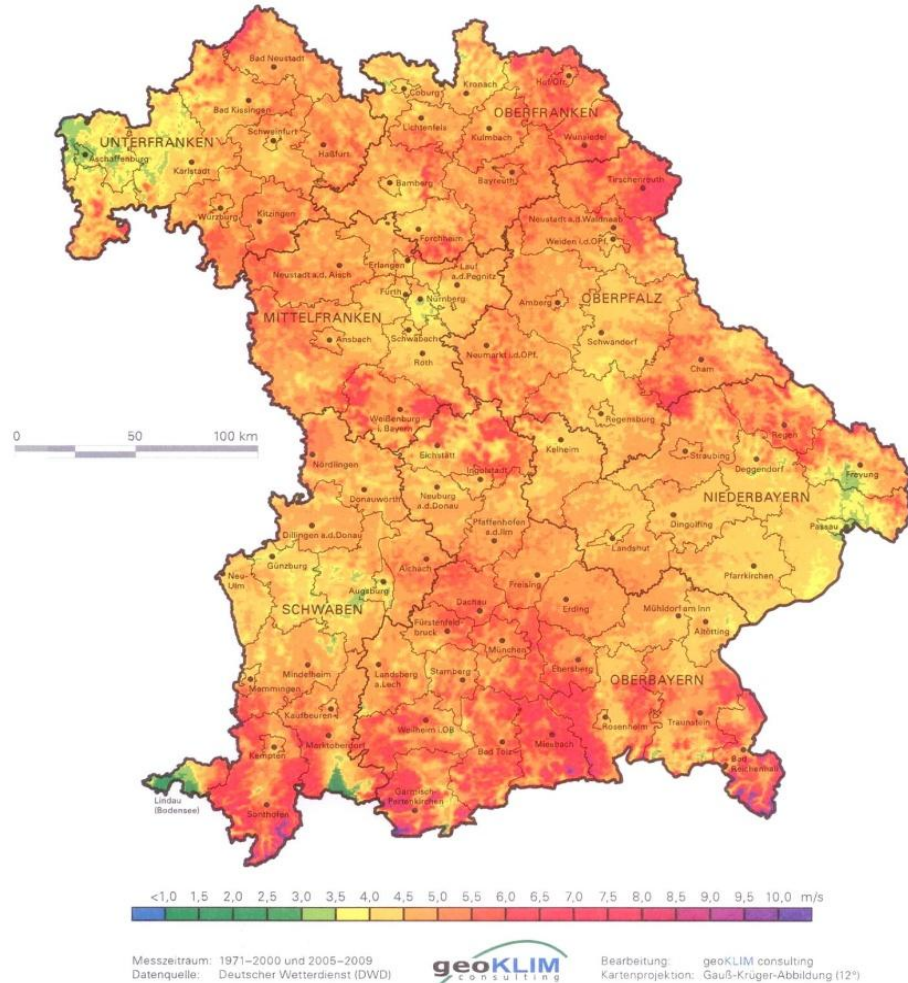 Bad Neustadt
Coburg
Kronach
Hof
Bad Kissingen
OBERFRANKEN
Lichtenfels
Schweinfurt
Kulmbach
Wunsiedel
UNTERFRANKEN
Haßfurt
Aschaffenburg
Karlstadt
Bamberg
Bayreuth
Tirschenreuth
Würzburg
Kitzingen
Neustadt a.d.Waldnaab
Forchheim
Weiden i.d.OPf.
Erlangen
Lauf
a.d.Pegnitz
Neustadt a.d. Aisch
Fürth
Nürnberg
Amberg
OBERPFALZ
MITTELFRANKEN
Ansbach
Schwabach
Schwandorf
Roth
Neumarkt i.d.OPf.
Cham
Weißenburg
i. Bayern
Regensburg
Regen
0 50 100 km
Eichstätt
Kelheim
Straubing
Nördlingen
Ingolstadt
Deggendorf
Freyung
Donauwörth
Neuburg
a.d.Donau
NIEDERBAYERN
Dillingen a.d.Donau
Pfaffenhofen
a.d.Ilm
Dingolfing
Passau
Landshut
Günzburg
Neu-
Ulm
Aichach
Pfarrkirchen
Augsburg
Freising
SCHWABEN
Dachau
Erding
Mühldorf am Inn
Fürstenfeld
bruck
Altötting
München
Mindelheim
Landsberg
a.Lech
Starnberg
Ebersberg
OBERBAYERN
Memmingen
Kaufbeuren
Weilheim i.OB
Rosenheim
Traunstein
Marktoberdorf
Kempten
Bad Tölz
Miesbach
Bad
Reichenhall
Lindau
(Bodensee)
Sonthofen
Garmisch-
Partenkirchen
<1,0 1,5 2,0 2,5 3,0 3,5 4,0 4,5 5,0 5,5 6,0 6,5 7,0 7,5 8,0 8,5 9,0 9,5 10,0 m/s
Messzeitraum: 1971–2000 und 2005–2009
Datenquelle: Deutscher Wetterdienst (DWD)
geoKLIM
consulting
Bearbeitung: geoKLIM consulting
Kartenprojektion: Gauß-Krüger-Abbildung (12°)